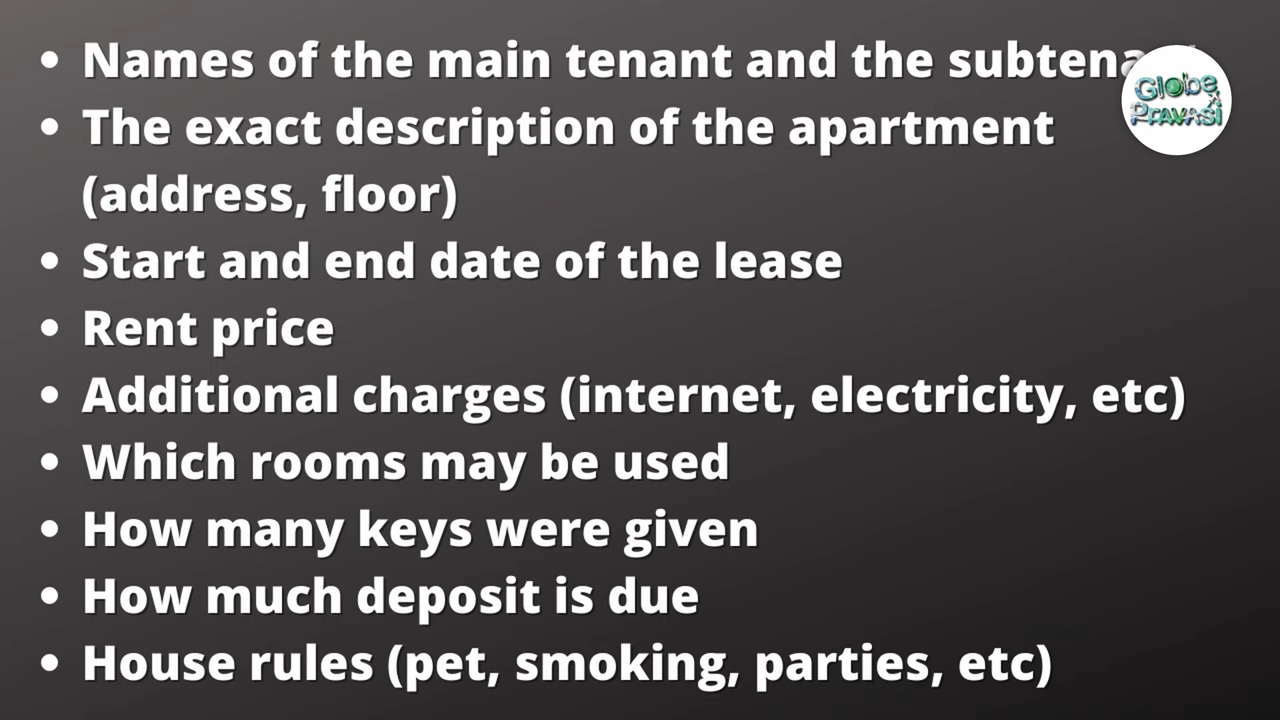 • Names of the main tenant and the
• The exact description of the apartment
(address, floor)
• Start and end date of the lease
• Rent price
• Additional charges (internet, electricity, etc)
• Which rooms may be used
• How many keys were given
• How much deposit is due
• House rules (pet, smoking, parties, etc)
Globe
Pravasi